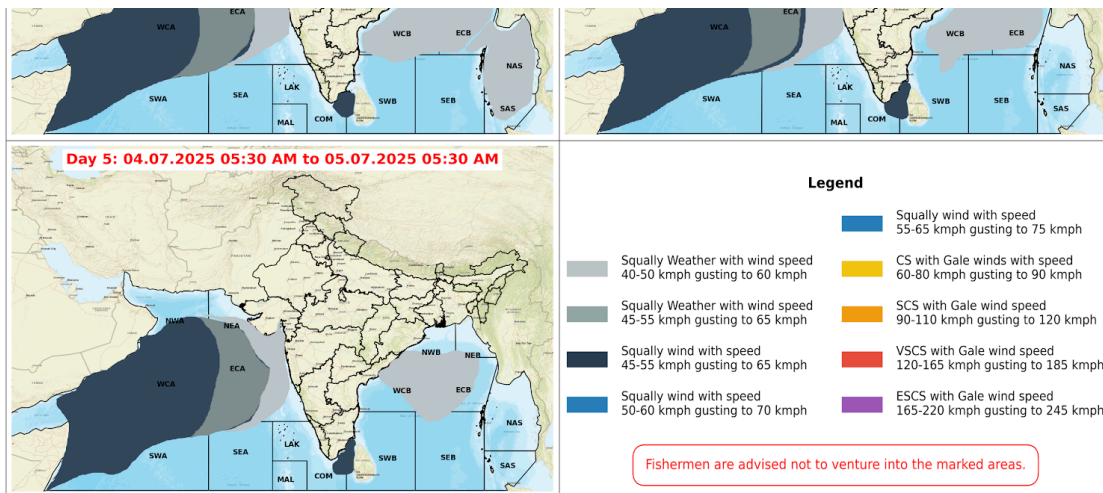 ECA
WCA
WCB
ECB
NAS
SWA
SEA
LAK
SWB
SEB
SAS
MAL
COM
ECA
WCA
WCB
ECB
NAS
SWA
SEA
LAK
SWB
SEB
SAS
MAL
COM
Day 5: 04.07.2025 05:30 AM to 05.07.2025 05:30 AM
NWA
NEA
NWB
NEB
WCA
ECA
WCB
ECB
NAS
SWA
SEA
LAK
SWB
SEB
SAS
MAL
COM
Legend
Squally Weather with wind speed
40-50 kmph gusting to 60 kmph
Squally Weather with wind speed
45-55 kmph gusting to 65 kmph
Squally wind with speed
45-55 kmph gusting to 65 kmph
Squally wind with speed
50-60 kmph gusting to 70 kmph
Squally wind with speed
55-65 kmph gusting to 75 kmph
CS with Gale winds with speed
60-80 kmph gusting to 90 kmph
SCS with Gale wind speed
90-110 kmph gusting to 120 kmph
VSCS with Gale wind speed
120-165 kmph gusting to 185 kmph
ESCS with Gale wind speed
165-220 kmph gusting to 245 kmph
Fishermen are advised not to venture into the marked areas.